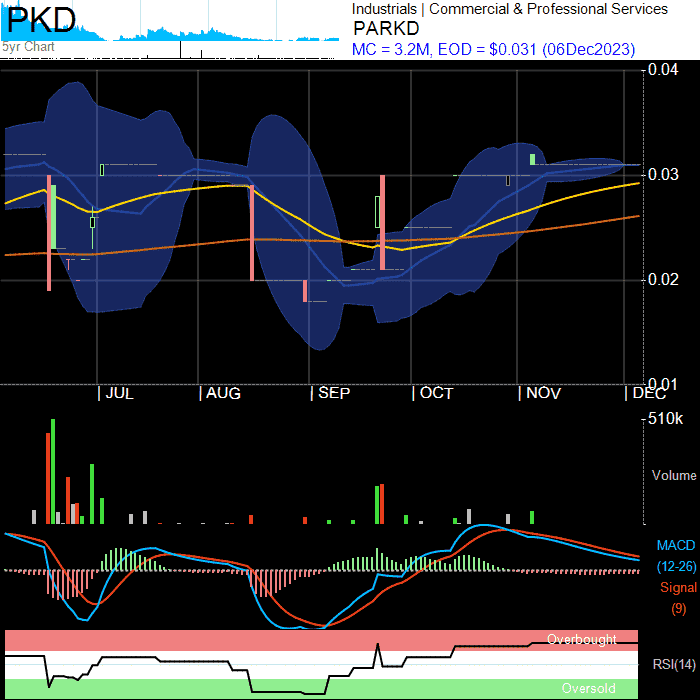 PKD
5yr Chart
Industrials | Commercial & Professional Services
PARKD
MC = 3.2M, EOD = $0.031 (06Dec2023)
0.04
0.03
0.02
0.01
| JUL | AUG | SEP | OCT | NOV | DEC
510k
Volume
MACD
(12-26)
Signal
(9)
Overbought
RSI(14)
Oversold